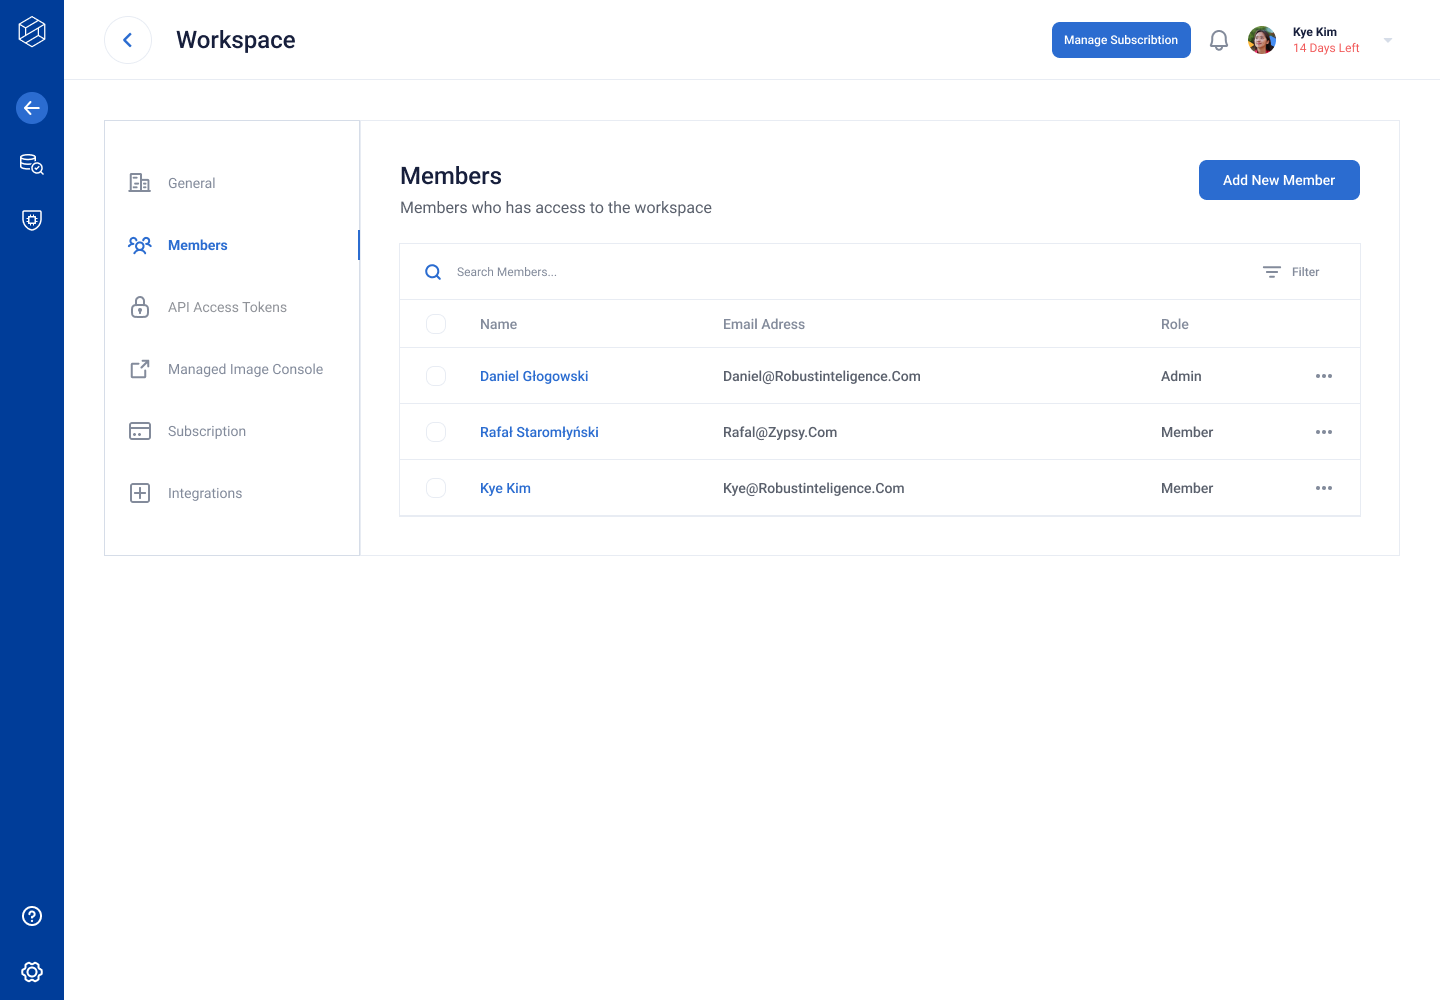 Workspace
Manage Subscribtion
Kye Kim
14 Days Left
General
Members
API Access Tokens
Managed Image Console
Subscription
Integrations
Members
Add New Member
Members who has access to the workspace
Search Members...
Filter
Name Email Adress Role
Daniel Głogowski Daniel@Robustinteligence.Com Admin
Rafał Staromłyński Rafal@Zypsy.Com Member
Kye Kim Kye@Robustinteligence.Com Member